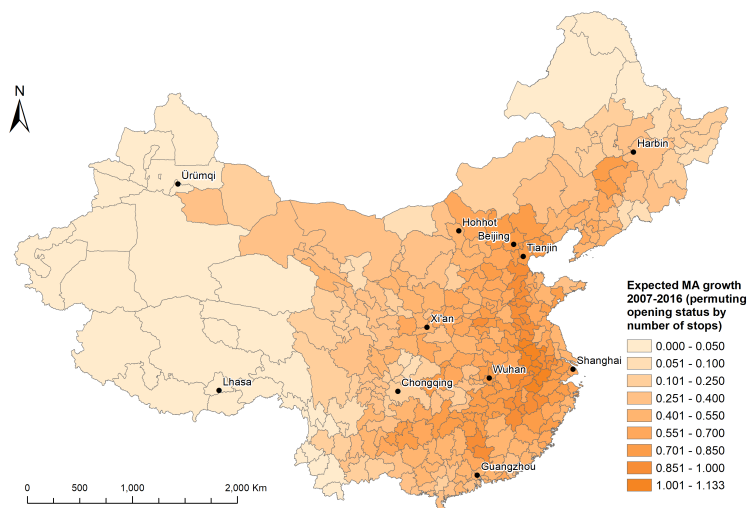 N
Harbin
Ürümqi
Hohhot
Beijing
Tianjin
Xi'an
Shanghai
Wuhan
Chongqing
Lhasa
Guangzhou
Expected MA growth
2007-2016 (permuting
opening status by
number of stops)
0.000 - 0.050
0.051 - 0.100
0.101 - 0.250
0.251 - 0.400
0.401 - 0.550
0.551 - 0.700
0.701 - 0.850
0.851 - 1.000
1.001 - 1.133
0 500 1,000 2,000 Km